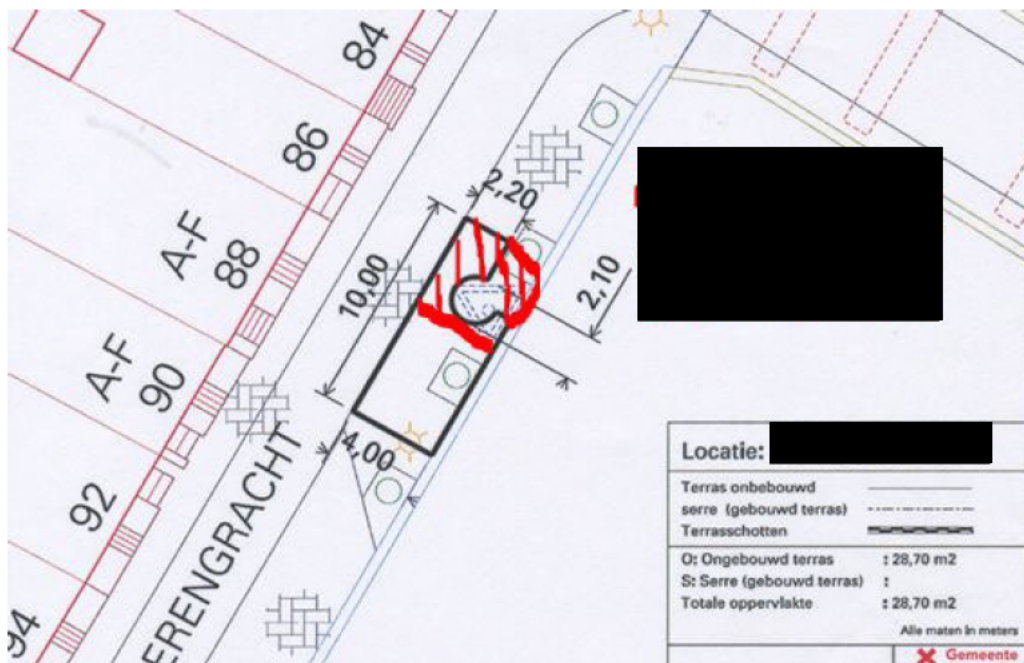 84
86
A-F
88
A-F
90
92
94
ERENGRACHT
2,20
10,00
2,10
4,00
Locatie:
Terras onbebouwd
serre (gebouwd terras)
Terrasschotten
O: Ongebouwd terras : 28,70 m2
S: Serre (gebouwd terras) :
Totale oppervlakte : 28,70 m2
Alle maten in meters
Gemeente